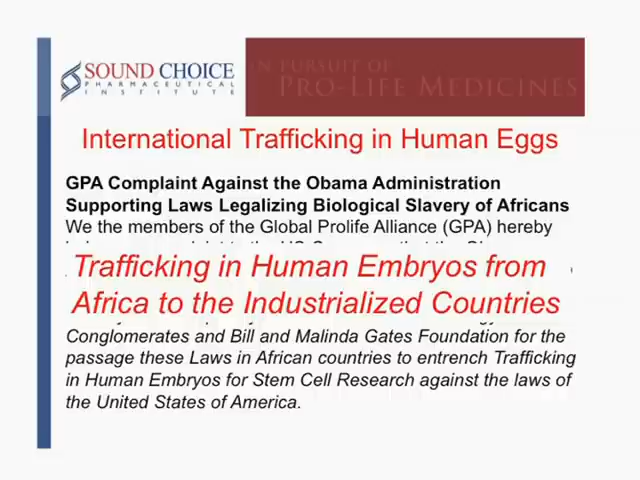 SOUND CHOICE
PHARMACEUTICAL
INSTITUTE
IN PURSUIT OF
PRO-LIFE MEDICINES
International Trafficking in Human Eggs
GPA Complaint Against the Obama Administration
Supporting Laws Legalizing Biological Slavery of Africans
We the members of the Global Prolife Alliance (GPA) hereby
Trafficking in Human Embryos from
Africa to the Industrialized Countries
Conglomerates and Bill and Malinda Gates Foundation for the
passage these Laws in African countries to entrench Trafficking
in Human Embryos for Stem Cell Research against the laws of
the United States of America.